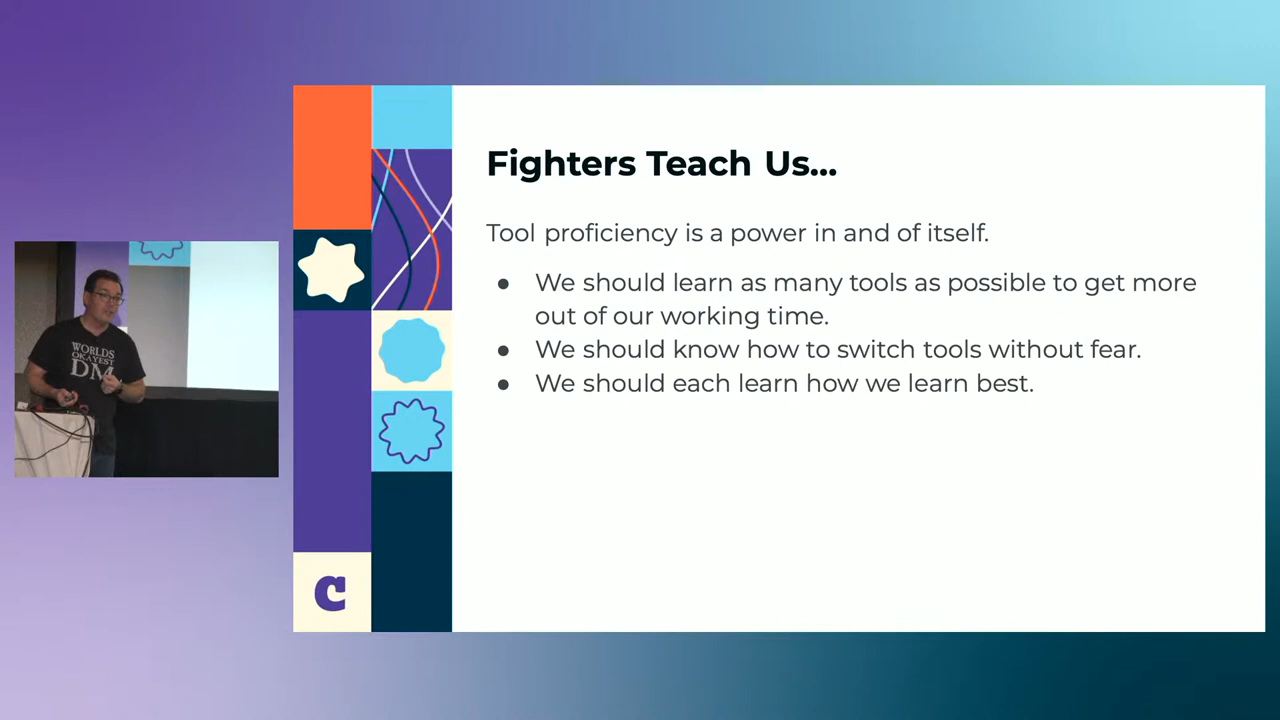 Fighters Teach Us...
Tool proficiency is a power in and of itself.
● We should learn as many tools as possible to get more
out of our working time.
● We should know how to switch tools without fear.
● We should each learn how we learn best.
WORLDS
OKAYEST
DM
C